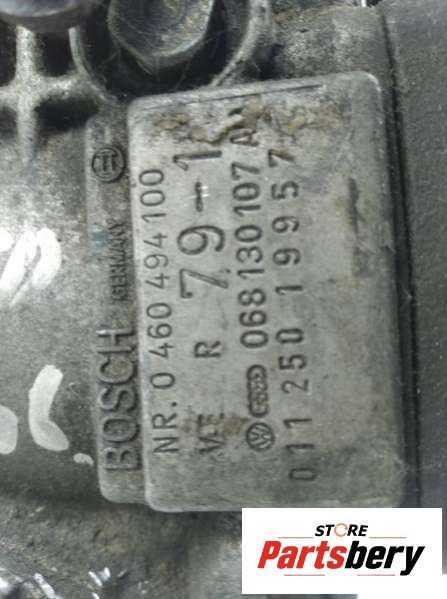 BOSCH GERMANY
NR. 0 460 494 100
VE R 79-1
068 130 107 A
011 250 19957
STORE
Partsbery